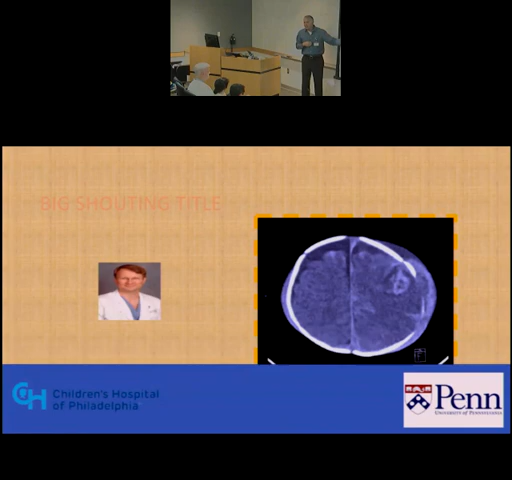 BIG SHOUTING TITLE
Children's Hospital
of Philadelphia
Penn
UNIVERSITY OF PENNSYLVANIA